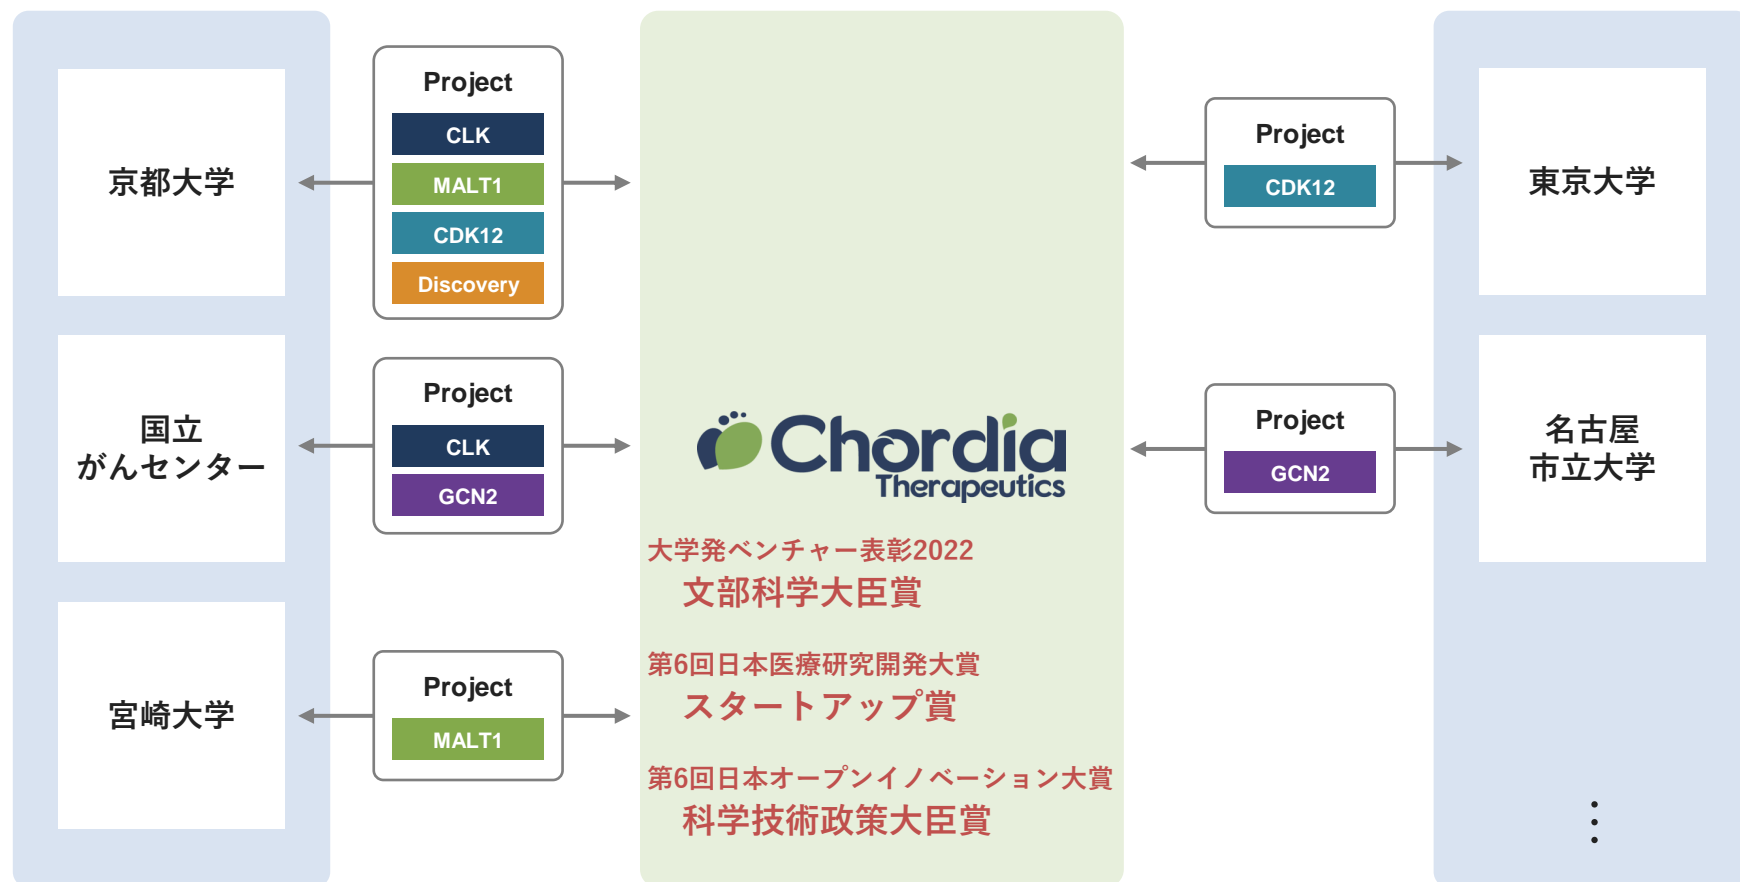 京都大学
Project
CLK
MALT1
CDK12
Discovery
国立
がんセンター
Project
CLK
GCN2
宮崎大学
Project
MALT1
Chordia
Therapeutics
大学発ベンチャー表彰2022
文部科学大臣賞
第6回日本医療研究開発大賞
スタートアップ賞
第6回日本オープンイノベーション大賞
科学技術政策大臣賞
Project
CDK12
東京大学
Project
GCN2
名古屋
市立大学